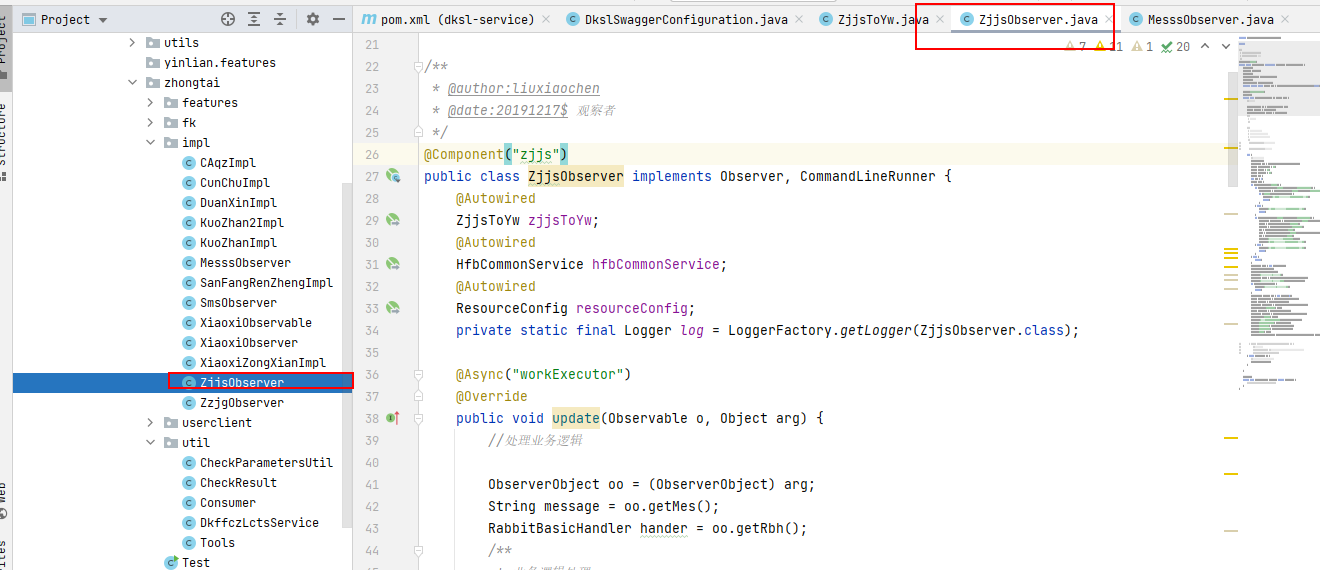 Project
pom.xml (dksl-service)
DkslSwaggerConfiguration.java
ZjjsToYw.java
ZjjsObserver.java
MesssObserver.java
Project
Structure
Web
utils
yinlian.features
zhongtai
features
fk
impl
CAqzImpl
CunChuImpl
DuanXinImpl
KuoZhan2Impl
KuoZhanImpl
MesssObserver
SanFangRenZhengImpl
SmsObserver
XiaoxiObservable
XiaoxiObserver
XiaoxiZongXianImpl
ZjjsObserver
ZzjgObserver
userclient
util
CheckParametersUtil
CheckResult
Consumer
DkffczLctsService
Tools
Test
7 21 1 20
21
22 /**
23 * @author:liuxiaochen
24 * @date:20191217$ 观察者
25 */
26 @Component("zjjs")
27 public class ZjjsObserver implements Observer, CommandLineRunner {
28 @Autowired
29 ZjjsToYw zjjsToYw;
30 @Autowired
31 HfbCommonService hfbCommonService;
32 @Autowired
33 ResourceConfig resourceConfig;
34 private static final Logger log = LoggerFactory.getLogger(ZjjsObserver.class);
35
36 @Async("workExecutor")
37 @Override
38 public void update(Observable o, Object arg) {
39 //处理业务逻辑
40
41 ObserverObject oo = (ObserverObject) arg;
42 String message = oo.getMes();
43 RabbitBasicHandler hander = oo.getRbh();
44 /**